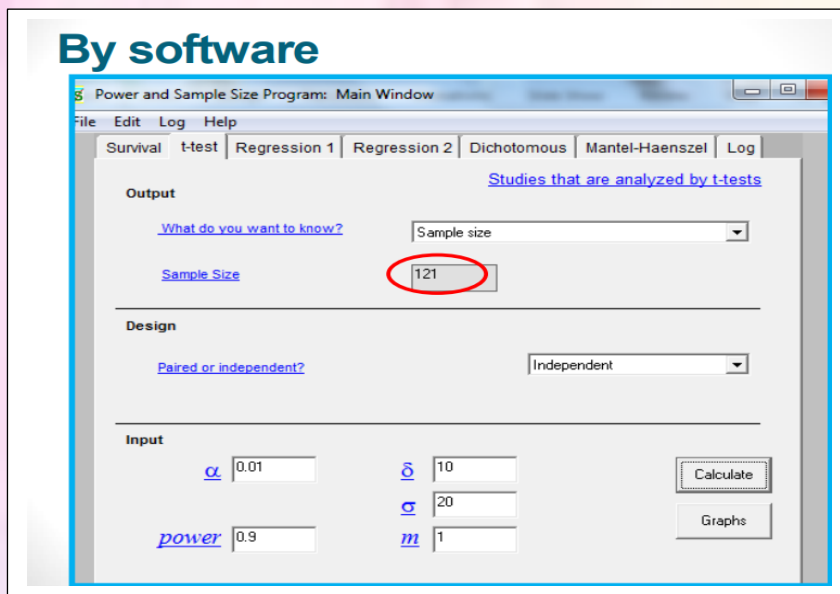 By software
Power and Sample Size Program: Main Window
File Edit Log Help
Survival t-test Regression 1 Regression 2 Dichotomous Mantel-Haenszel Log
Studies that are analyzed by t-tests
Output
What do you want to know? Sample size
Sample Size 121
Design
Paired or independent? Independent
Input
α 0.01 δ 10
Calculate
σ 20
Graphs
power 0.9 m 1